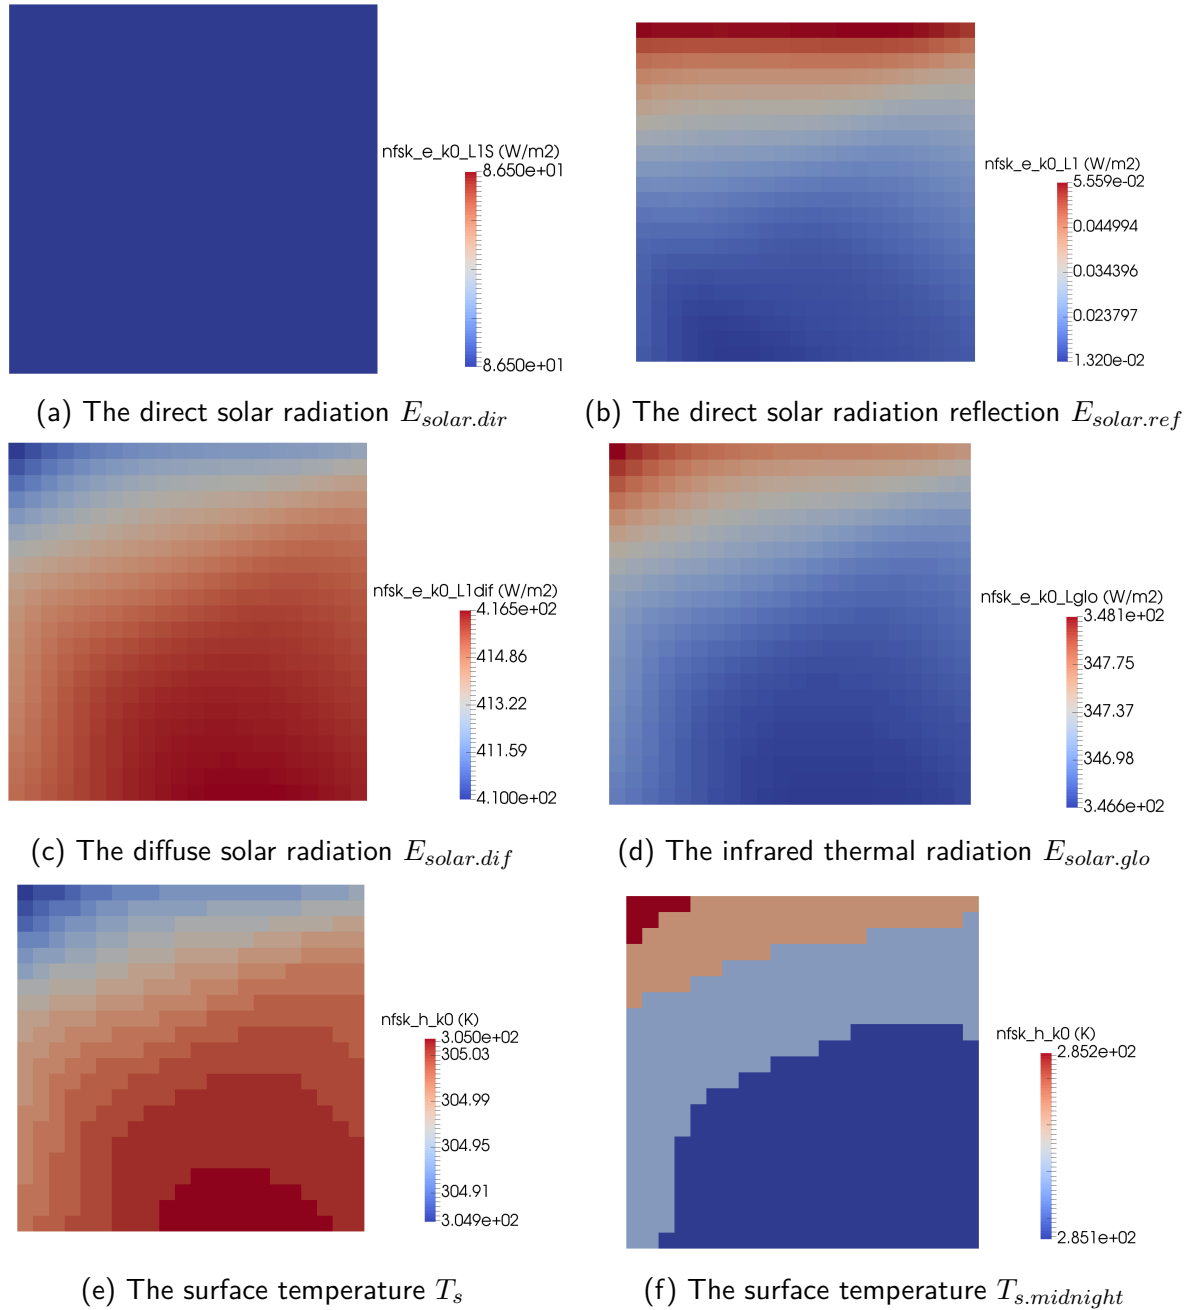 nfsk_e_k0_L1S (W/m2)
8.650e+01
8.650e+01
(a) The direct solar radiation E_{solar.dir}
nfsk_e_k0_L1 (W/m2)
5.559e-02
0.044994
0.034396
0.023797
1.320e-02
(b) The direct solar radiation reflection E_{solar.ref}
nfsk_e_k0_L1dif (W/m2)
4.165e+02
414.86
413.22
411.59
4.100e+02
(c) The diffuse solar radiation E_{solar.dif}
nfsk_e_k0_Lglo (W/m2)
3.481e+02
347.75
347.37
346.98
3.466e+02
(d) The infrared thermal radiation E_{solar.glo}
nfsk_h_k0 (K)
3.050e+02
305.03
304.99
304.95
304.91
3.049e+02
(e) The surface temperature T_s
nfsk_h_k0 (K)
2.852e+02
2.851e+02
(f) The surface temperature T_{s.midnight}